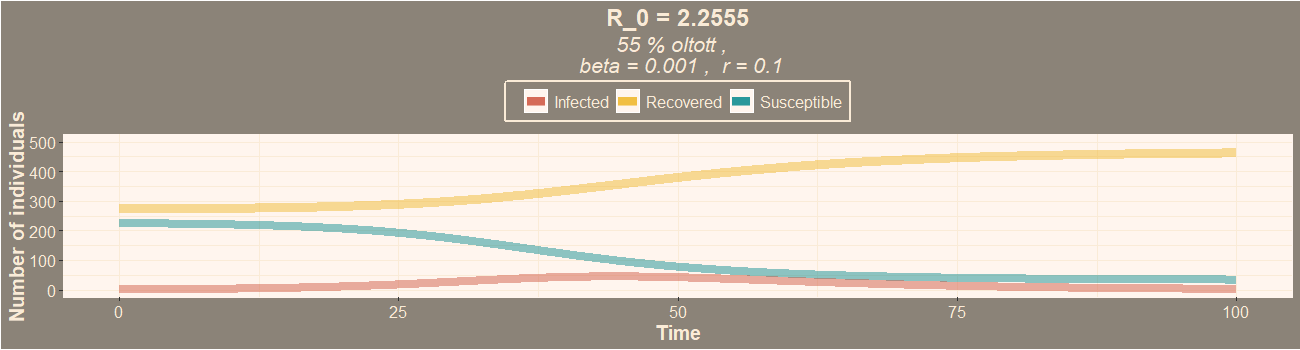 R_0 = 2.2555
55 % oltott ,
beta = 0.001 ,  r = 0.1
Infected Recovered Susceptible
Number of individuals
500
400
300
200
100
0
0 25 50 75 100
Time